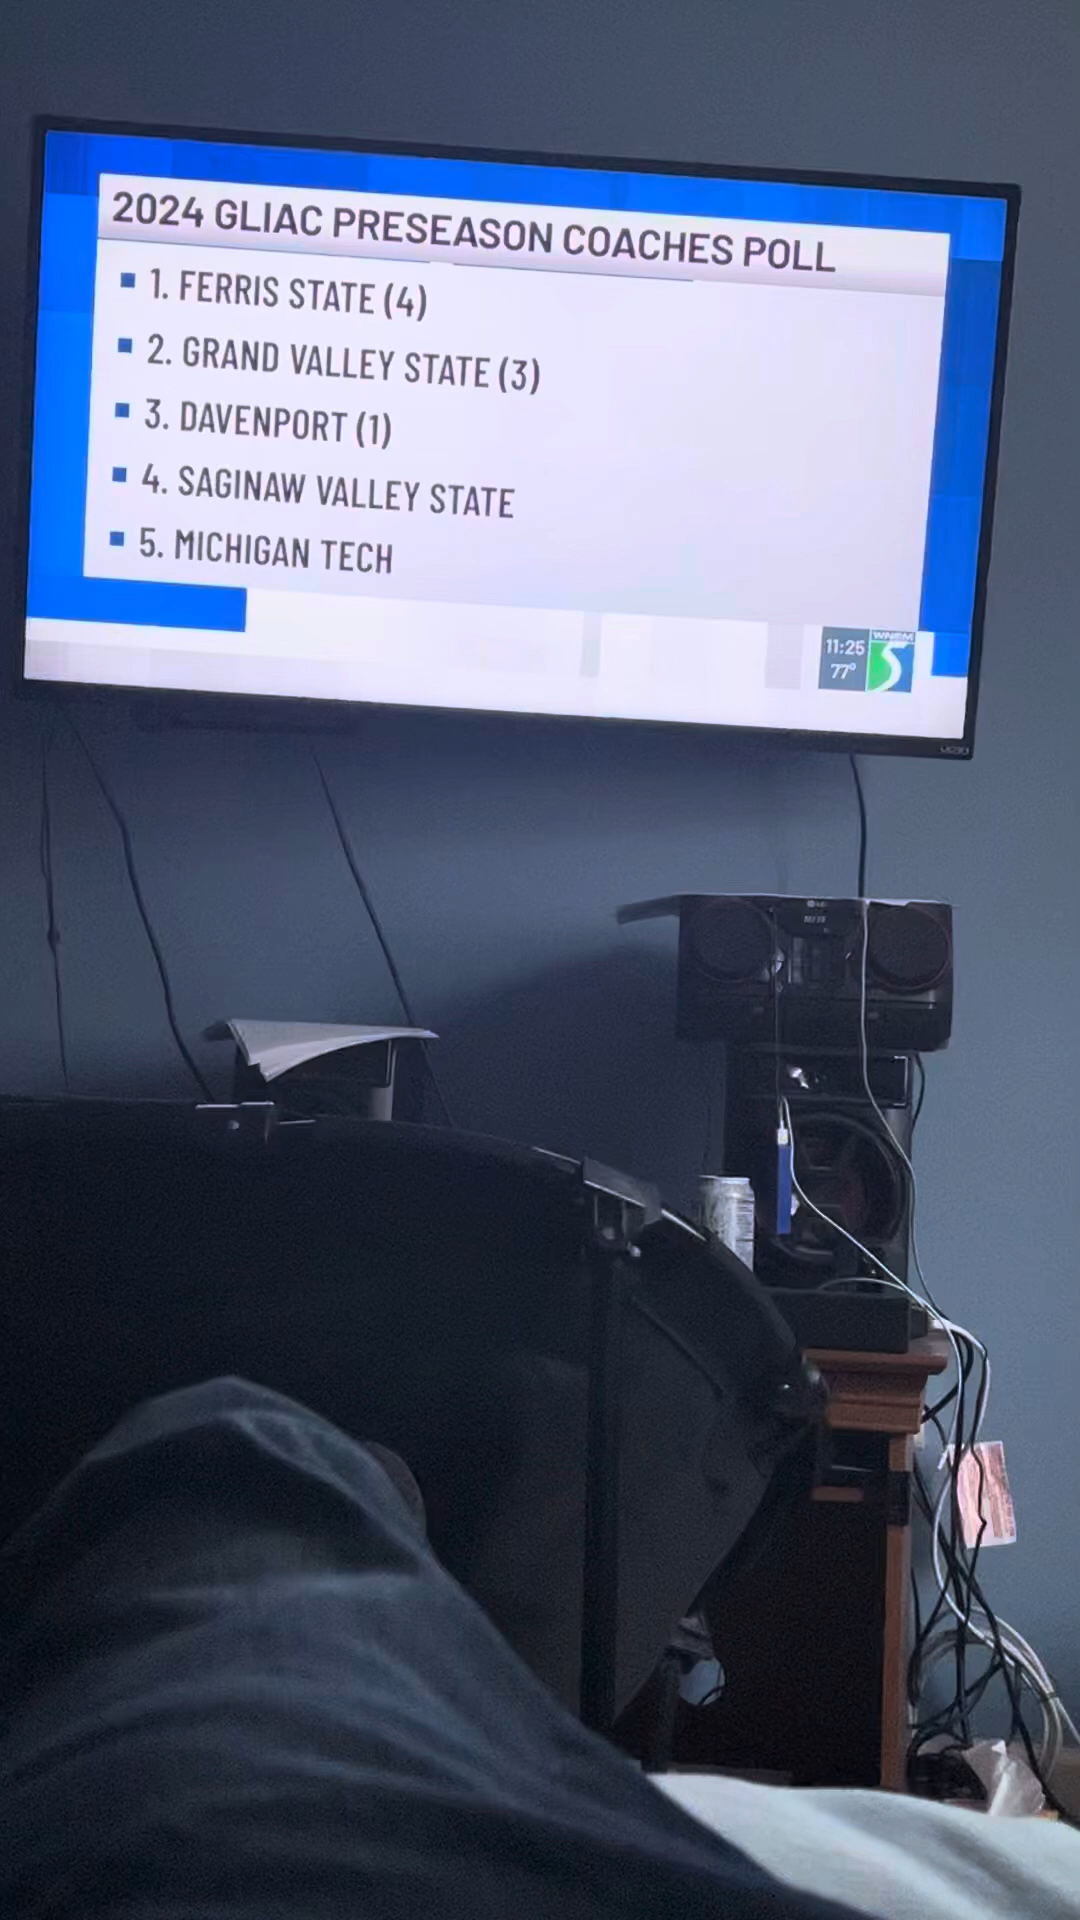 2024 GLIAC PRESEASON COACHES POLL
1. FERRIS STATE (4)
2. GRAND VALLEY STATE (3)
3. DAVENPORT (1)
4. SAGINAW VALLEY STATE
5. MICHIGAN TECH
11:25
77°
WNEM
5